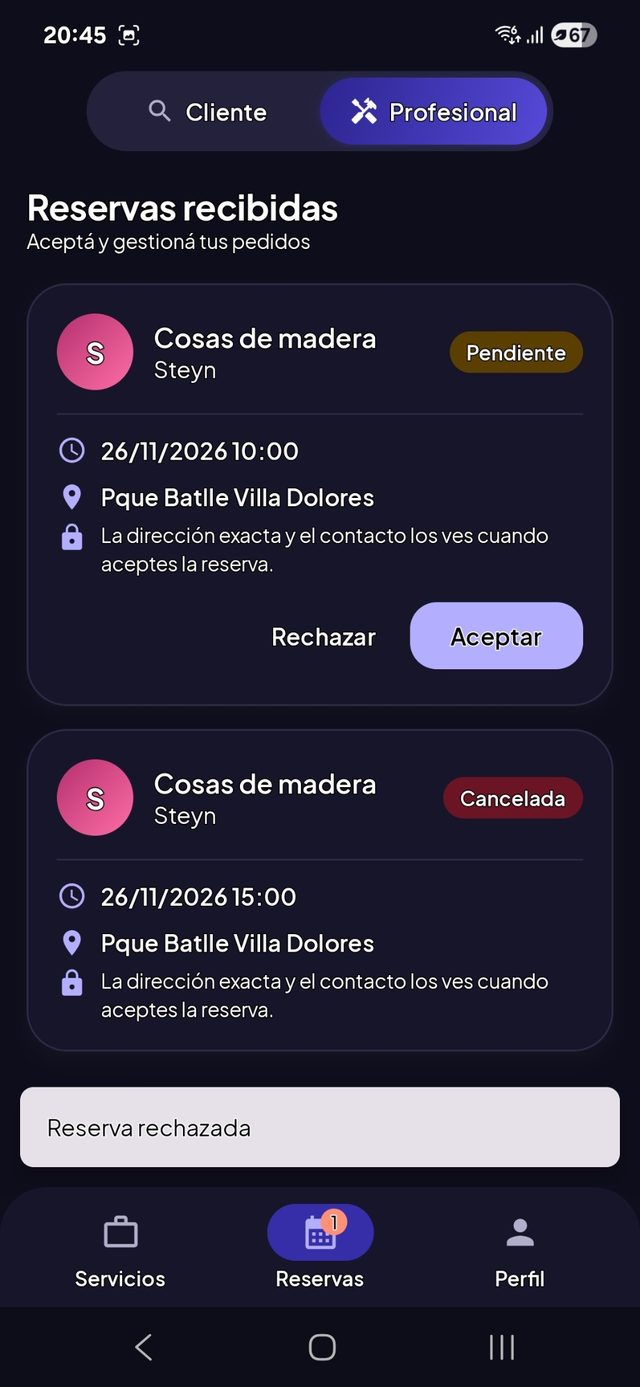 20:45
67
Cliente
Profesional
Reservas recibidas
Aceptá y gestioná tus pedidos
S
Cosas de madera
Steyn
Pendiente
26/11/2026 10:00
Pque Batlle Villa Dolores
La dirección exacta y el contacto los ves cuando
aceptes la reserva.
Rechazar
Aceptar
S
Cosas de madera
Steyn
Cancelada
26/11/2026 15:00
Pque Batlle Villa Dolores
La dirección exacta y el contacto los ves cuando
aceptes la reserva.
Reserva rechazada
1
Servicios
Reservas
Perfil